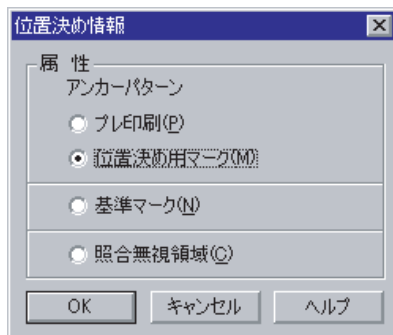 位置決め情報
属 性
アンカーパターン
プレ印刷(P)
位置決め用マーク(M)
基準マーク(N)
照合無視領域(C)
OK キャンセル ヘルプ